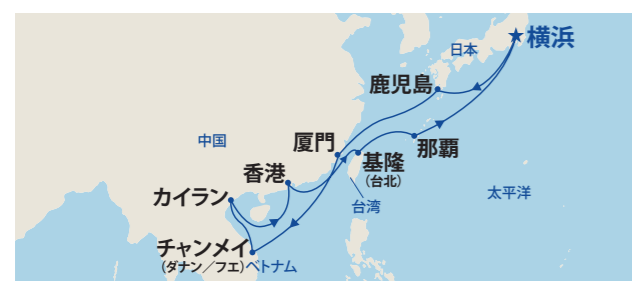 横浜
日本
鹿児島
中国
厦門
那覇
基隆
(台北)
香港
カイラン
太平洋
台湾
チャンメイ
(ダナン／フエ)
ベトナム